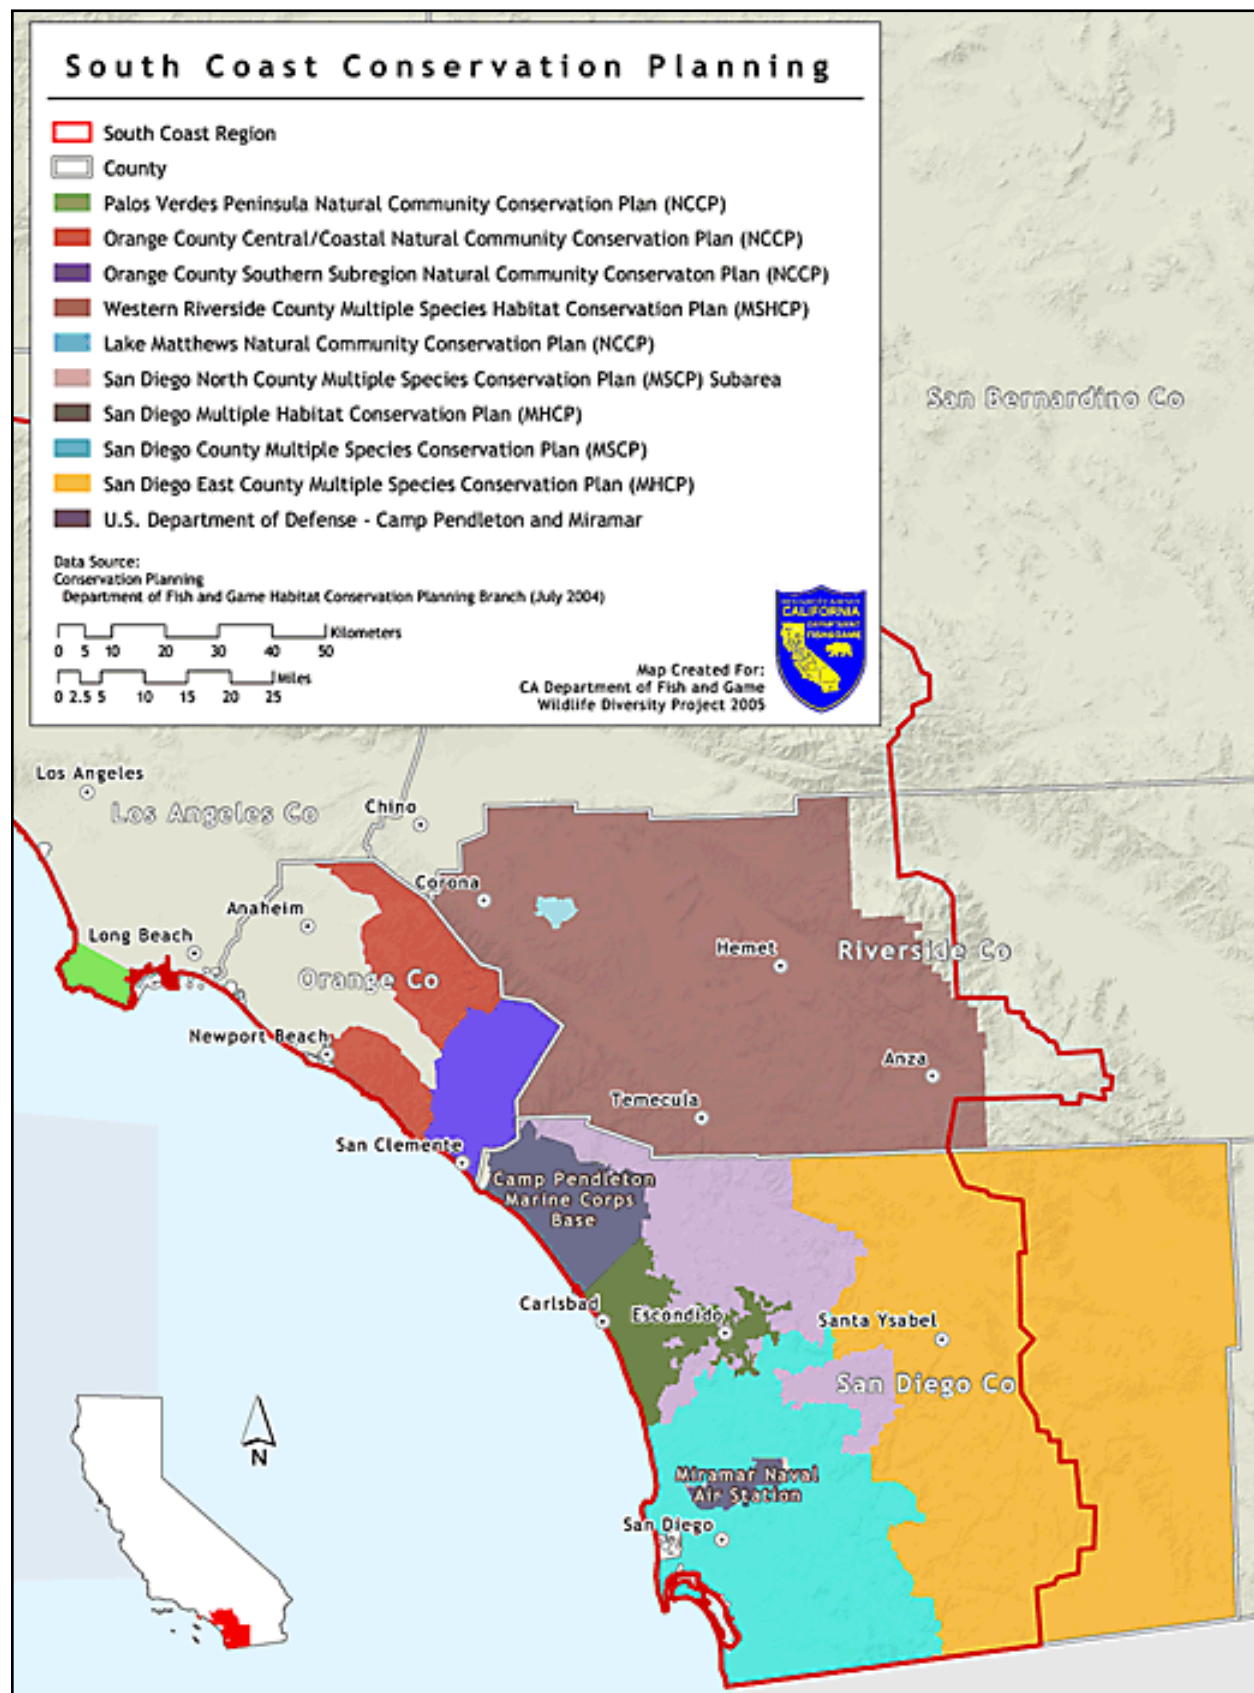 South Coast Conservation Planning
South Coast Region
County
Palos Verdes Peninsula Natural Community Conservation Plan (NCCP)
Orange County Central/Coastal Natural Community Conservation Plan (NCCP)
Orange County Southern Subregion Natural Community Conservaton Plan (NCCP)
Western Riverside County Multiple Species Habitat Conservation Plan (MSHCP)
Lake Matthews Natural Community Conservation Plan (NCCP)
San Diego North County Multiple Species Conservation Plan (MSCP) Subarea
San Diego Multiple Habitat Conservation Plan (MHCP)
San Diego County Multiple Species Conservation Plan (MSCP)
San Diego East County Multiple Species Conservation Plan (MHCP)
U.S. Department of Defense - Camp Pendleton and Miramar
Data Source:
Conservation Planning
Department of Fish and Game Habitat Conservation Planning Branch (July 2004)
Kilometers
0 5 10 20 30 40 50
Miles
0 2.5 5 10 15 20 25
CALIFORNIA
DEPARTMENT
FISH & GAME
Map Created For:
CA Department of Fish and Game
Wildlife Diversity Project 2005
San Bernardino Co
Los Angeles
Los Angeles Co
Chino
Corona
Anaheim
Long Beach
Hemet
Riverside Co
Orange Co
Newport Beach
Anza
Temecula
San Clemente
Camp Pendleton
Marine Corps
Base
Carlsbad
Escondido
Santa Ysabel
San Diego Co
Miramar Naval
Air Station
San Diego
N